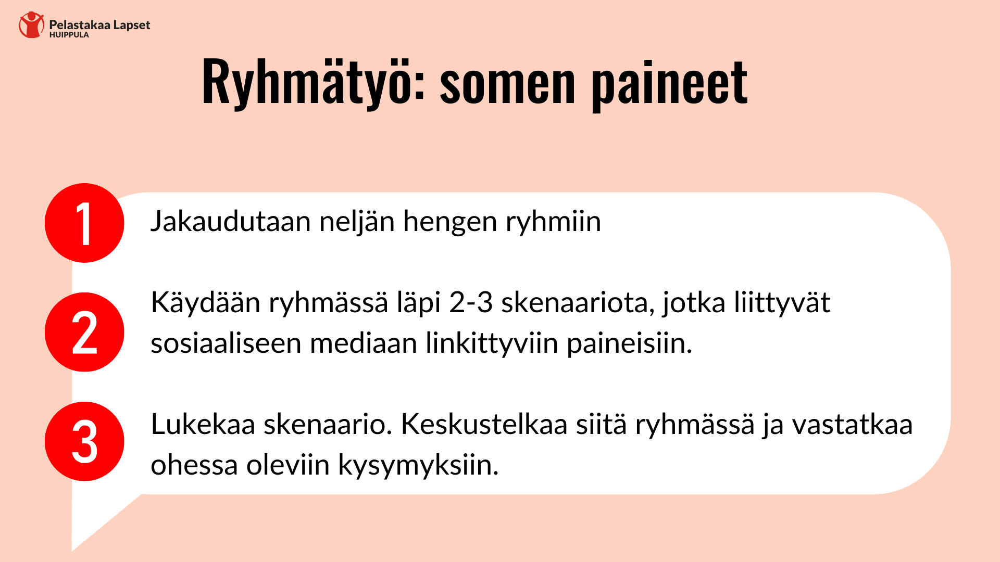 Pelastakaa Lapset
HUIPPULA
Ryhmätyö: somen paineet
1
Jakaudutaan neljän hengen ryhmiin
2
Käydään ryhmässä läpi 2-3 skenaariota, jotka liittyvät
sosiaaliseen mediaan linkittyviin paineisiin.
3
Lukekaa skenaario. Keskustelkaa siitä ryhmässä ja vastatkaa
ohessa oleviin kysymyksiin.